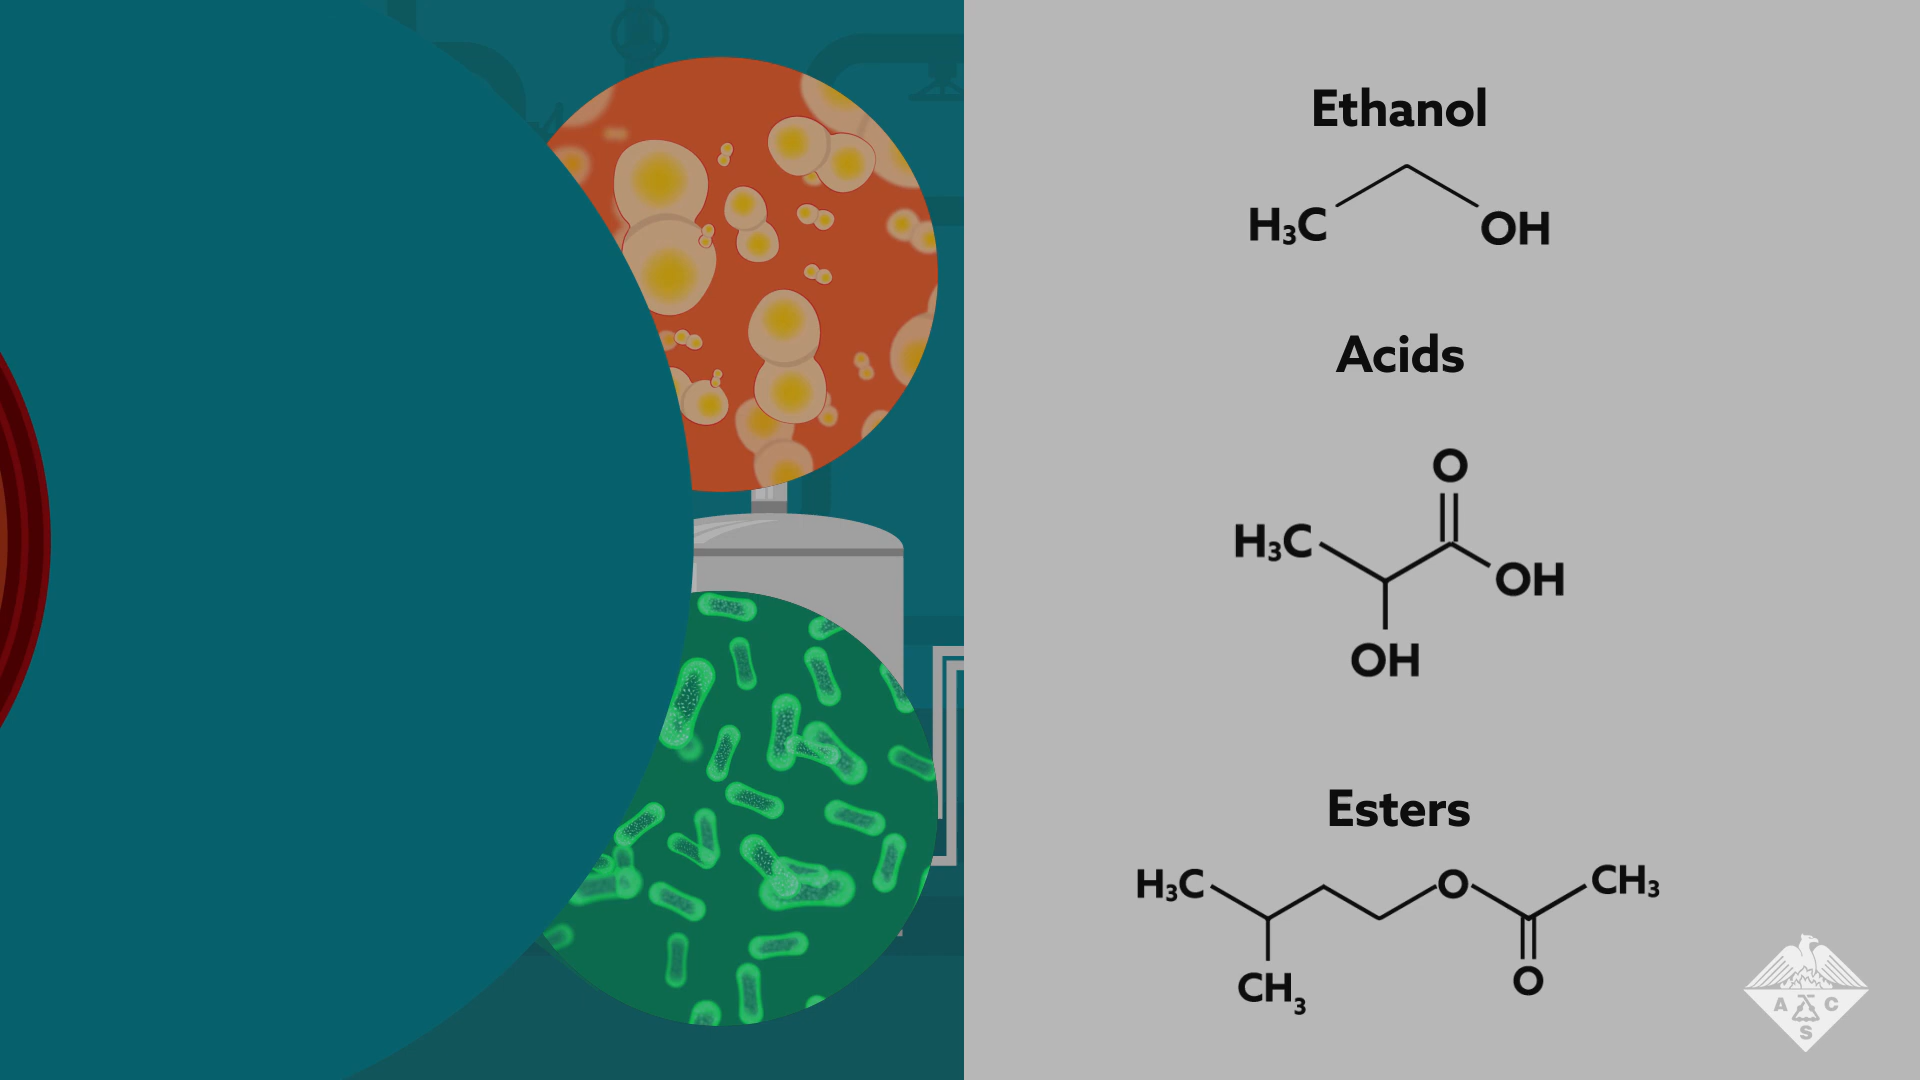 Ethanol
H₃C OH
Acids
O
H₃C
OH
OH
Esters
H₃C O CH₃
CH₃ O
A C
S